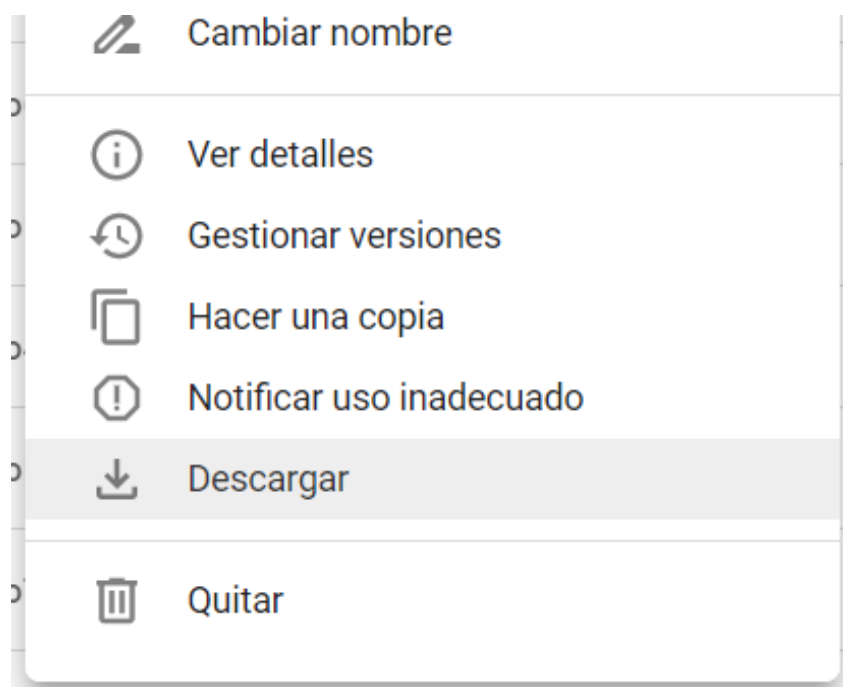 Cambiar nombre
Ver detalles
Gestionar versiones
Hacer una copia
Notificar uso inadecuado
Descargar
Quitar